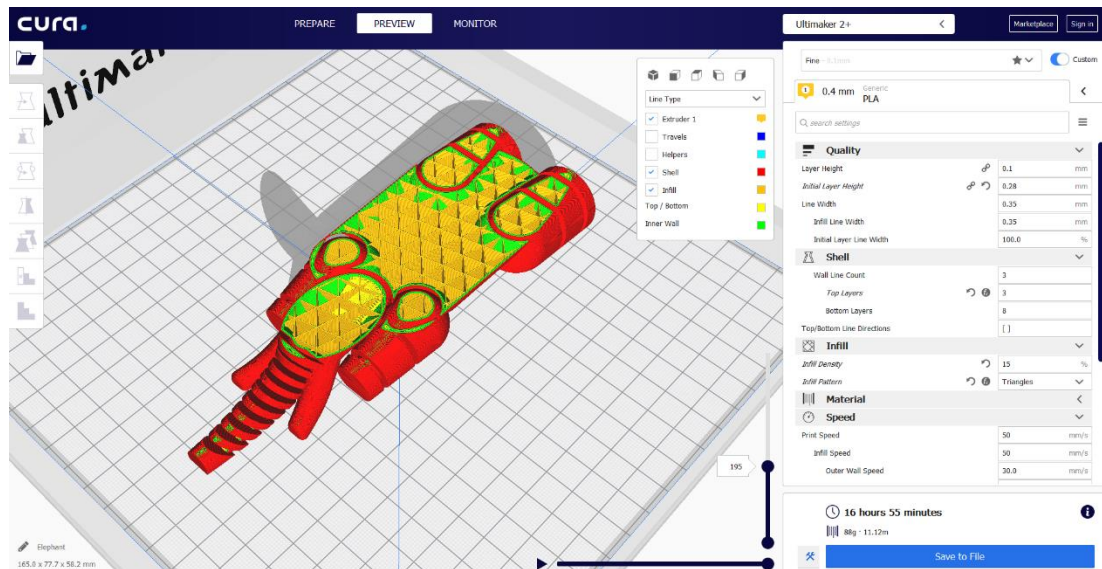 cura.
PREPARE PREVIEW MONITOR
Ultimaker 2+
Marketplace Sign in
Fine - 0.1mm
Custom
1 0.4 mm Generic
PLA
search settings
Line Type
Extruder 1
Travels
Helpers
Shell
Infill
Top / Bottom
Inner Wall
Quality
Layer Height 0.1 mm
Initial Layer Height 0.28 mm
Line Width 0.35 mm
Infill Line Width 0.35 mm
Initial Layer Line Width 100.0 %
Shell
Wall Line Count 3
Top Layers 3
Bottom Layers 8
Top/Bottom Line Directions [ ]
Infill
Infill Density 15 %
Infill Pattern Triangles
Material
Speed
Print Speed 50 mm/s
Infill Speed 50 mm/s
Outer Wall Speed 30.0 mm/s
195
16 hours 55 minutes
88g · 11.12m
Save to File
Elephant
165.0 x 77.7 x 58.2 mm